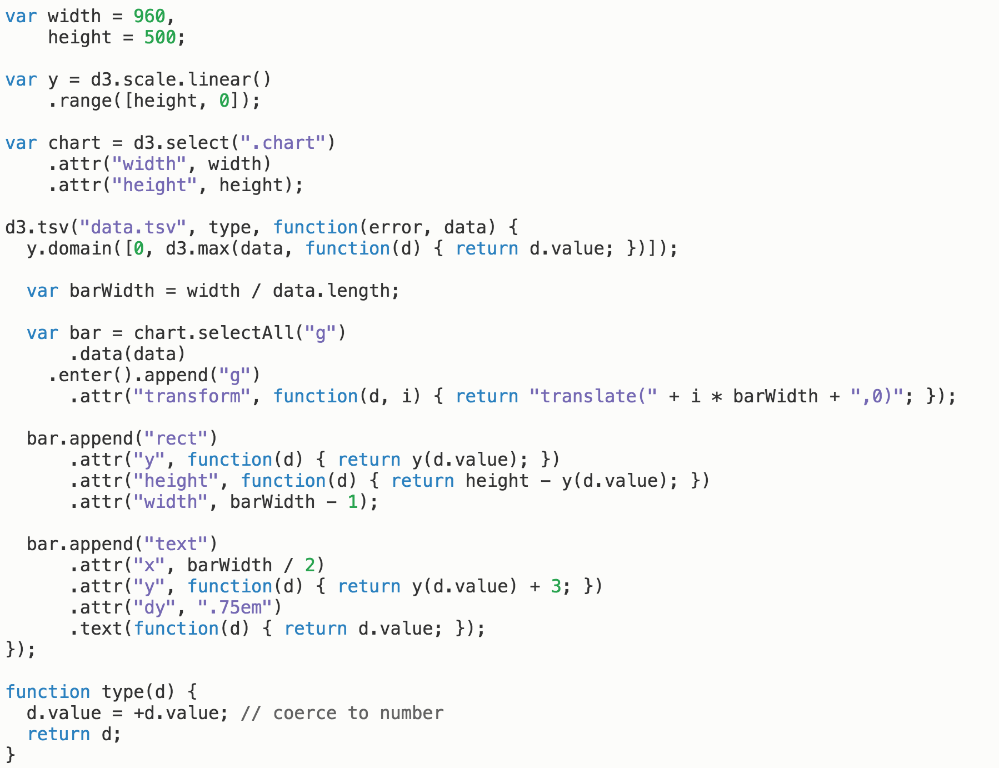 var width = 960,
    height = 500;

var y = d3.scale.linear()
    .range([height, 0]);

var chart = d3.select(".chart")
    .attr("width", width)
    .attr("height", height);

d3.tsv("data.tsv", type, function(error, data) {
  y.domain([0, d3.max(data, function(d) { return d.value; })]);

  var barWidth = width / data.length;

  var bar = chart.selectAll("g")
      .data(data)
    .enter().append("g")
      .attr("transform", function(d, i) { return "translate(" + i * barWidth + ",0)"; });

  bar.append("rect")
      .attr("y", function(d) { return y(d.value); })
      .attr("height", function(d) { return height - y(d.value); })
      .attr("width", barWidth - 1);

  bar.append("text")
      .attr("x", barWidth / 2)
      .attr("y", function(d) { return y(d.value) + 3; })
      .attr("dy", ".75em")
      .text(function(d) { return d.value; });
});

function type(d) {
  d.value = +d.value; // coerce to number
  return d;
}